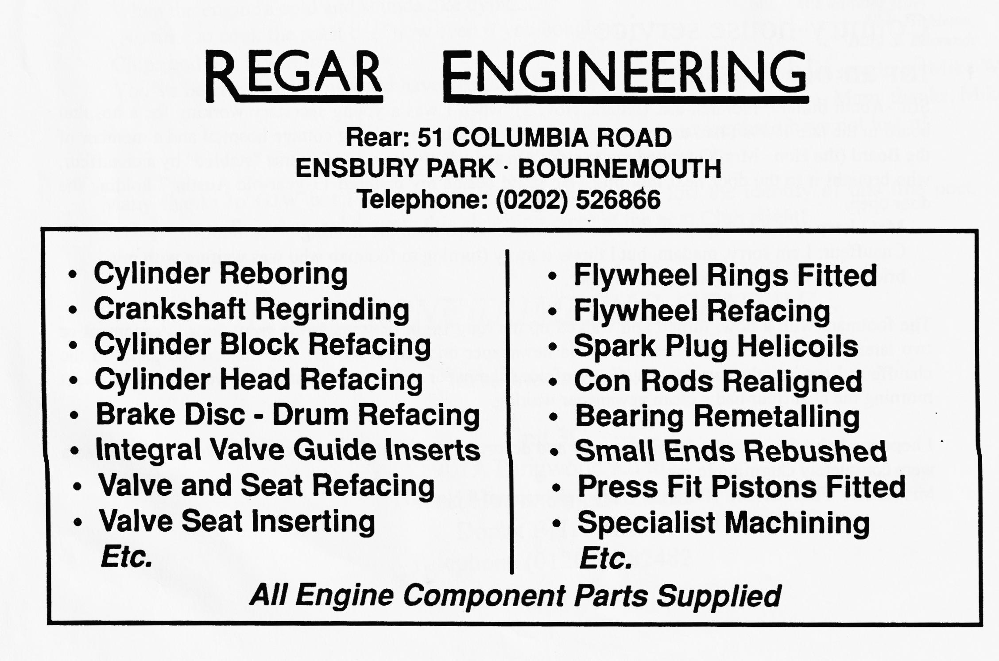 REGAR ENGINEERING
Rear: 51 COLUMBIA ROAD
ENSBURY PARK · BOURNEMOUTH
Telephone: (0202) 526866
• Cylinder Reboring
• Crankshaft Regrinding
• Cylinder Block Refacing
• Cylinder Head Refacing
• Brake Disc - Drum Refacing
• Integral Valve Guide Inserts
• Valve and Seat Refacing
• Valve Seat Inserting
Etc.
• Flywheel Rings Fitted
• Flywheel Refacing
• Spark Plug Helicoils
• Con Rods Realigned
• Bearing Remetalling
• Small Ends Rebushed
• Press Fit Pistons Fitted
• Specialist Machining
Etc.
All Engine Component Parts Supplied